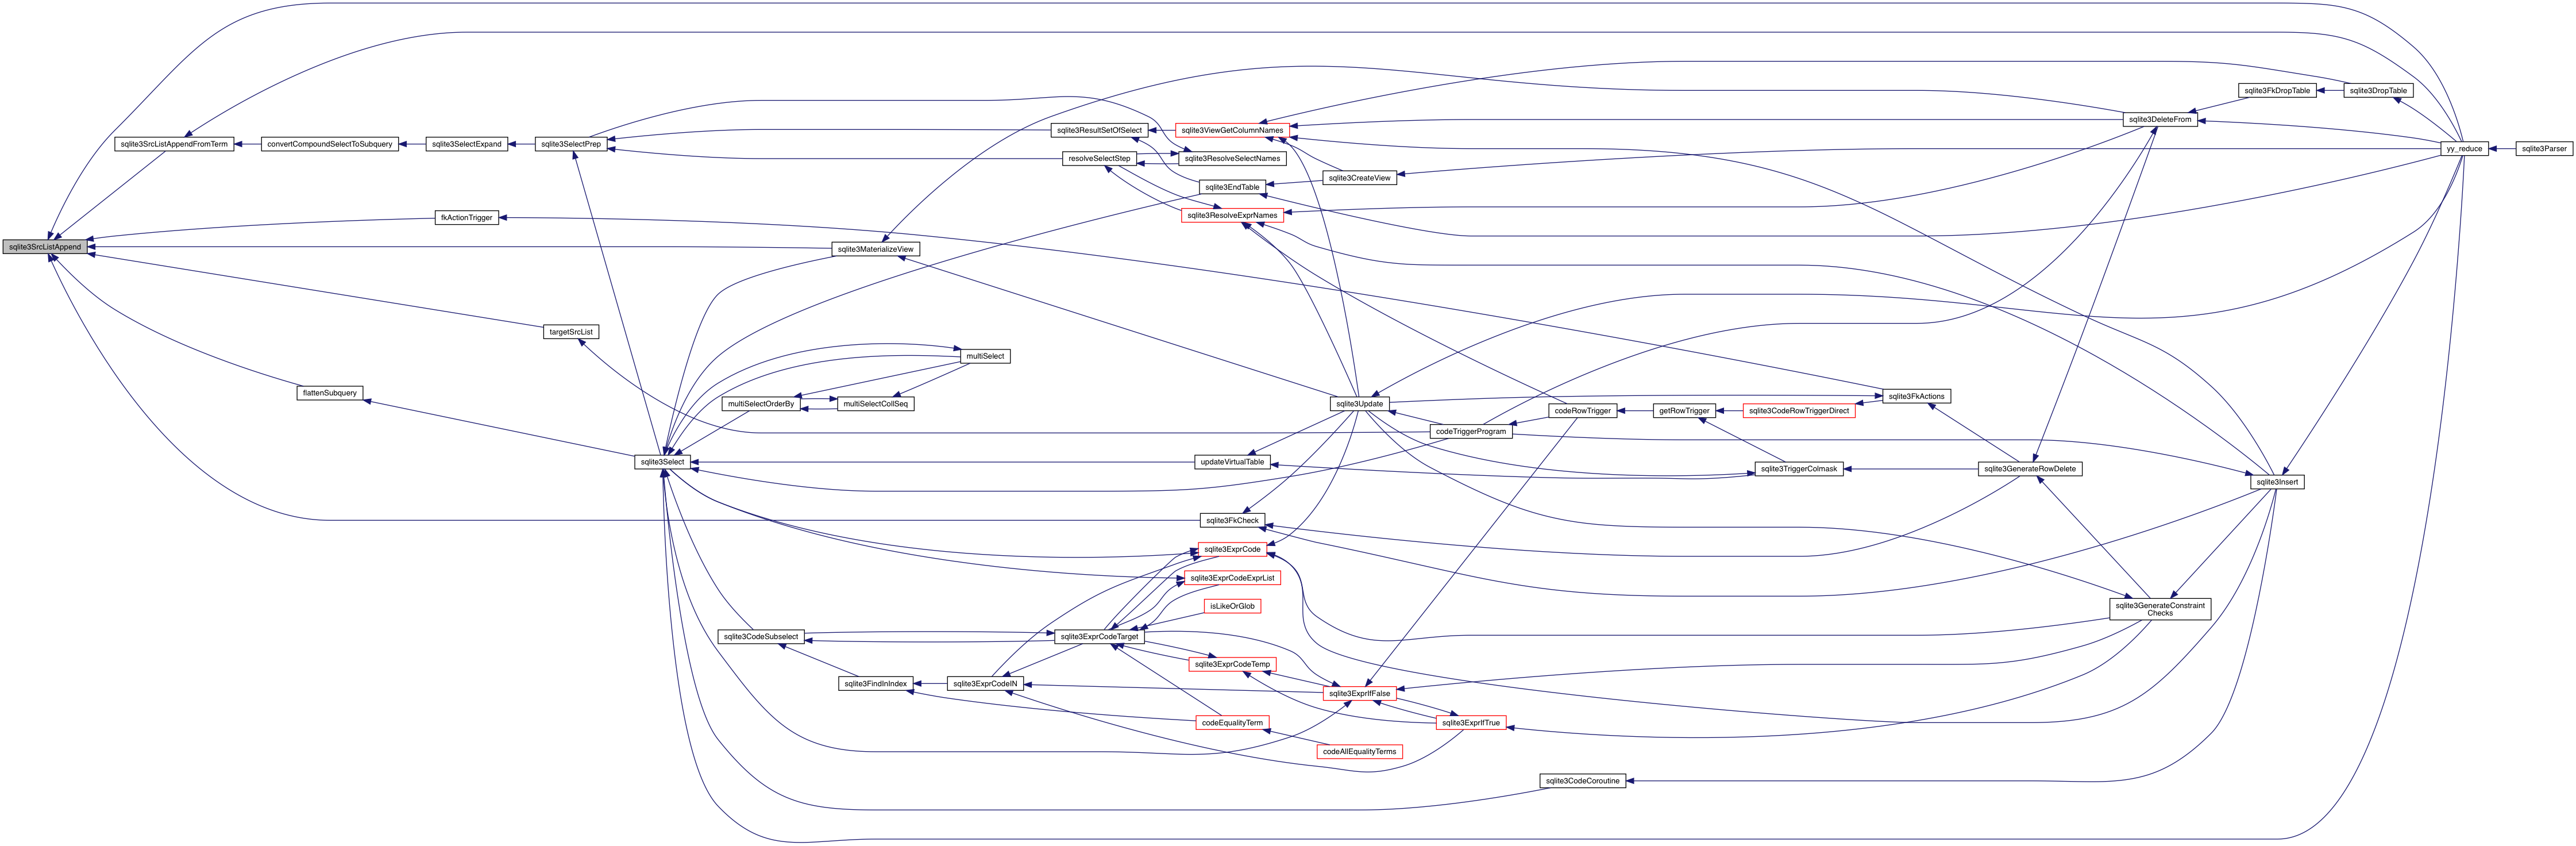 sqlite3SrcListAppend
sqlite3SrcListAppendFromTerm
convertCompoundSelectToSubquery
sqlite3SelectExpand
sqlite3SelectPrep
sqlite3ResultSetOfSelect
sqlite3ViewGetColumnNames
resolveSelectStep
sqlite3ResolveSelectNames
sqlite3EndTable
sqlite3CreateView
sqlite3ResolveExprNames
sqlite3DeleteFrom
sqlite3FkDropTable
sqlite3DropTable
yy_reduce
sqlite3Parser
fkActionTrigger
sqlite3MaterializeView
targetSrcList
flattenSubquery
multiSelect
multiSelectOrderBy
multiSelectCollSeq
sqlite3Select
updateVirtualTable
sqlite3Update
codeTriggerProgram
codeRowTrigger
getRowTrigger
sqlite3CodeRowTriggerDirect
sqlite3FkActions
sqlite3TriggerColmask
sqlite3GenerateRowDelete
sqlite3Insert
sqlite3FkCheck
sqlite3ExprCode
sqlite3ExprCodeExprList
isLikeOrGlob
sqlite3CodeSubselect
sqlite3ExprCodeTarget
sqlite3ExprCodeTemp
sqlite3FindInIndex
sqlite3ExprCodeIN
sqlite3ExprIfFalse
sqlite3ExprIfTrue
codeEqualityTerm
codeAllEqualityTerms
sqlite3GenerateConstraint
Checks
sqlite3CodeCoroutine